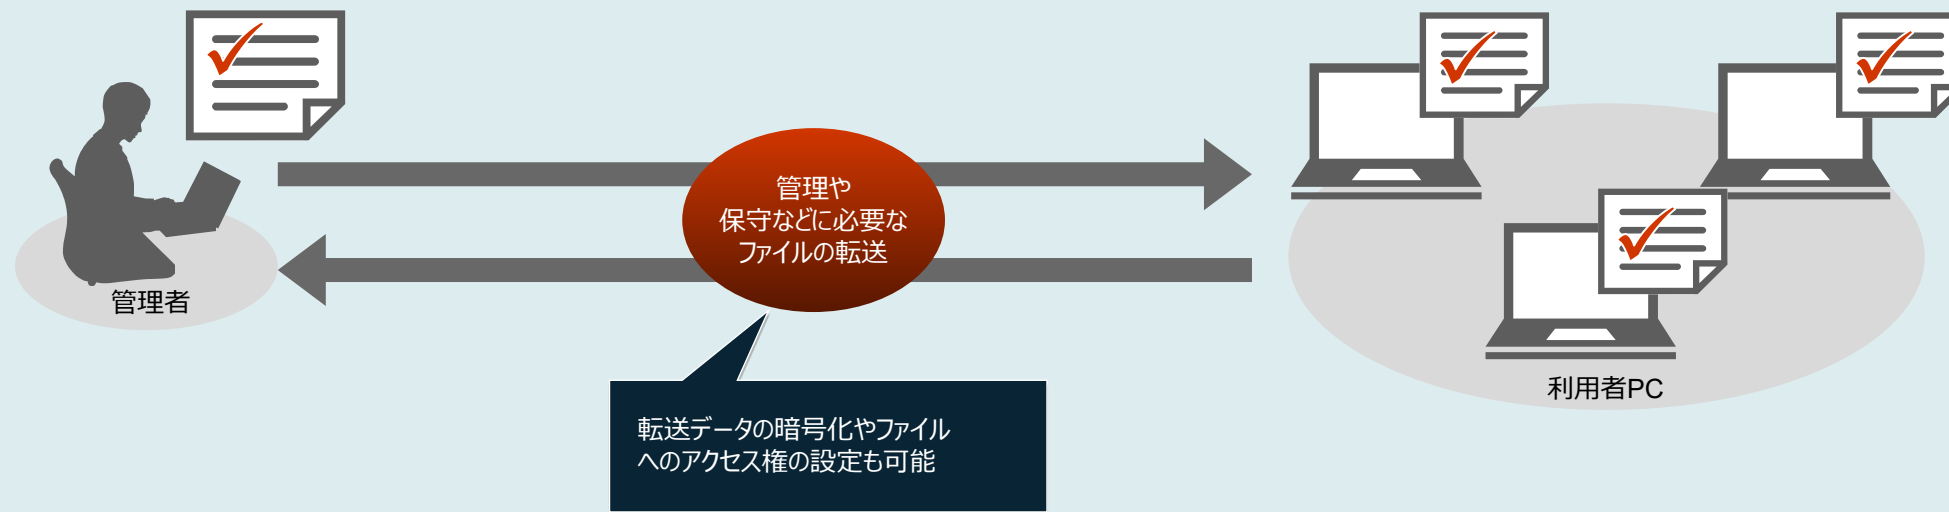 管理や
保守などに必要な
ファイルの転送
管理者
利用者PC
転送データの暗号化やファイル
へのアクセス権の設定も可能